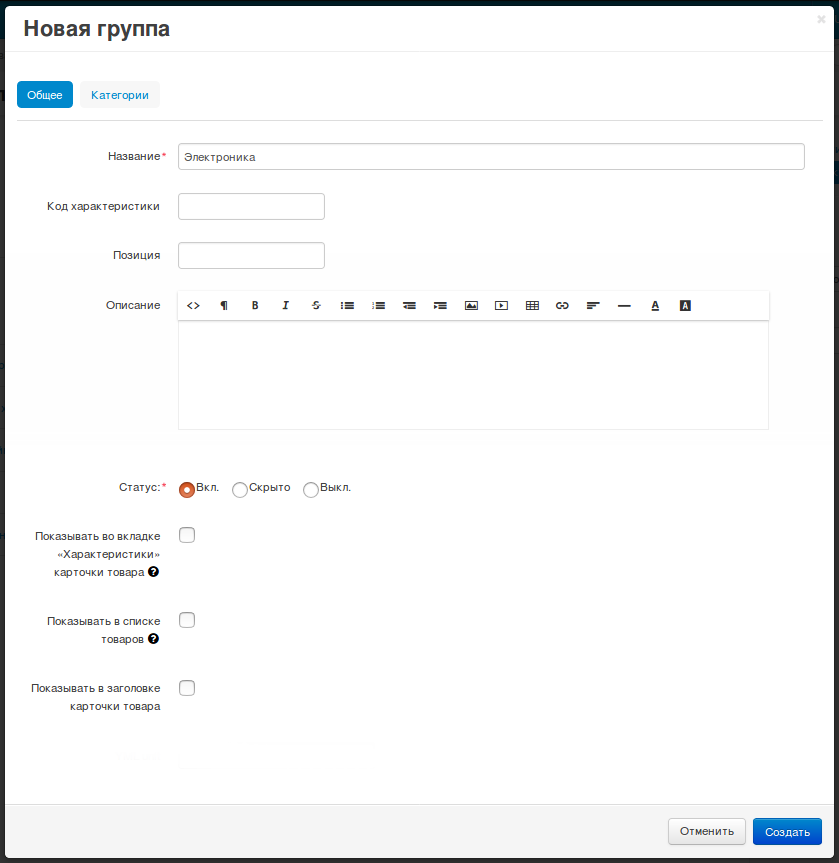 Новая группа
Общее Категории
Название* Электроника
Код характеристики
Позиция
Описание
Статус:* Вкл. Скрыто Выкл.
Показывать во вкладке
«Характеристики»
карточки товара
Показывать в списке
товаров
Показывать в заголовке
карточки товара
Отменить Создать